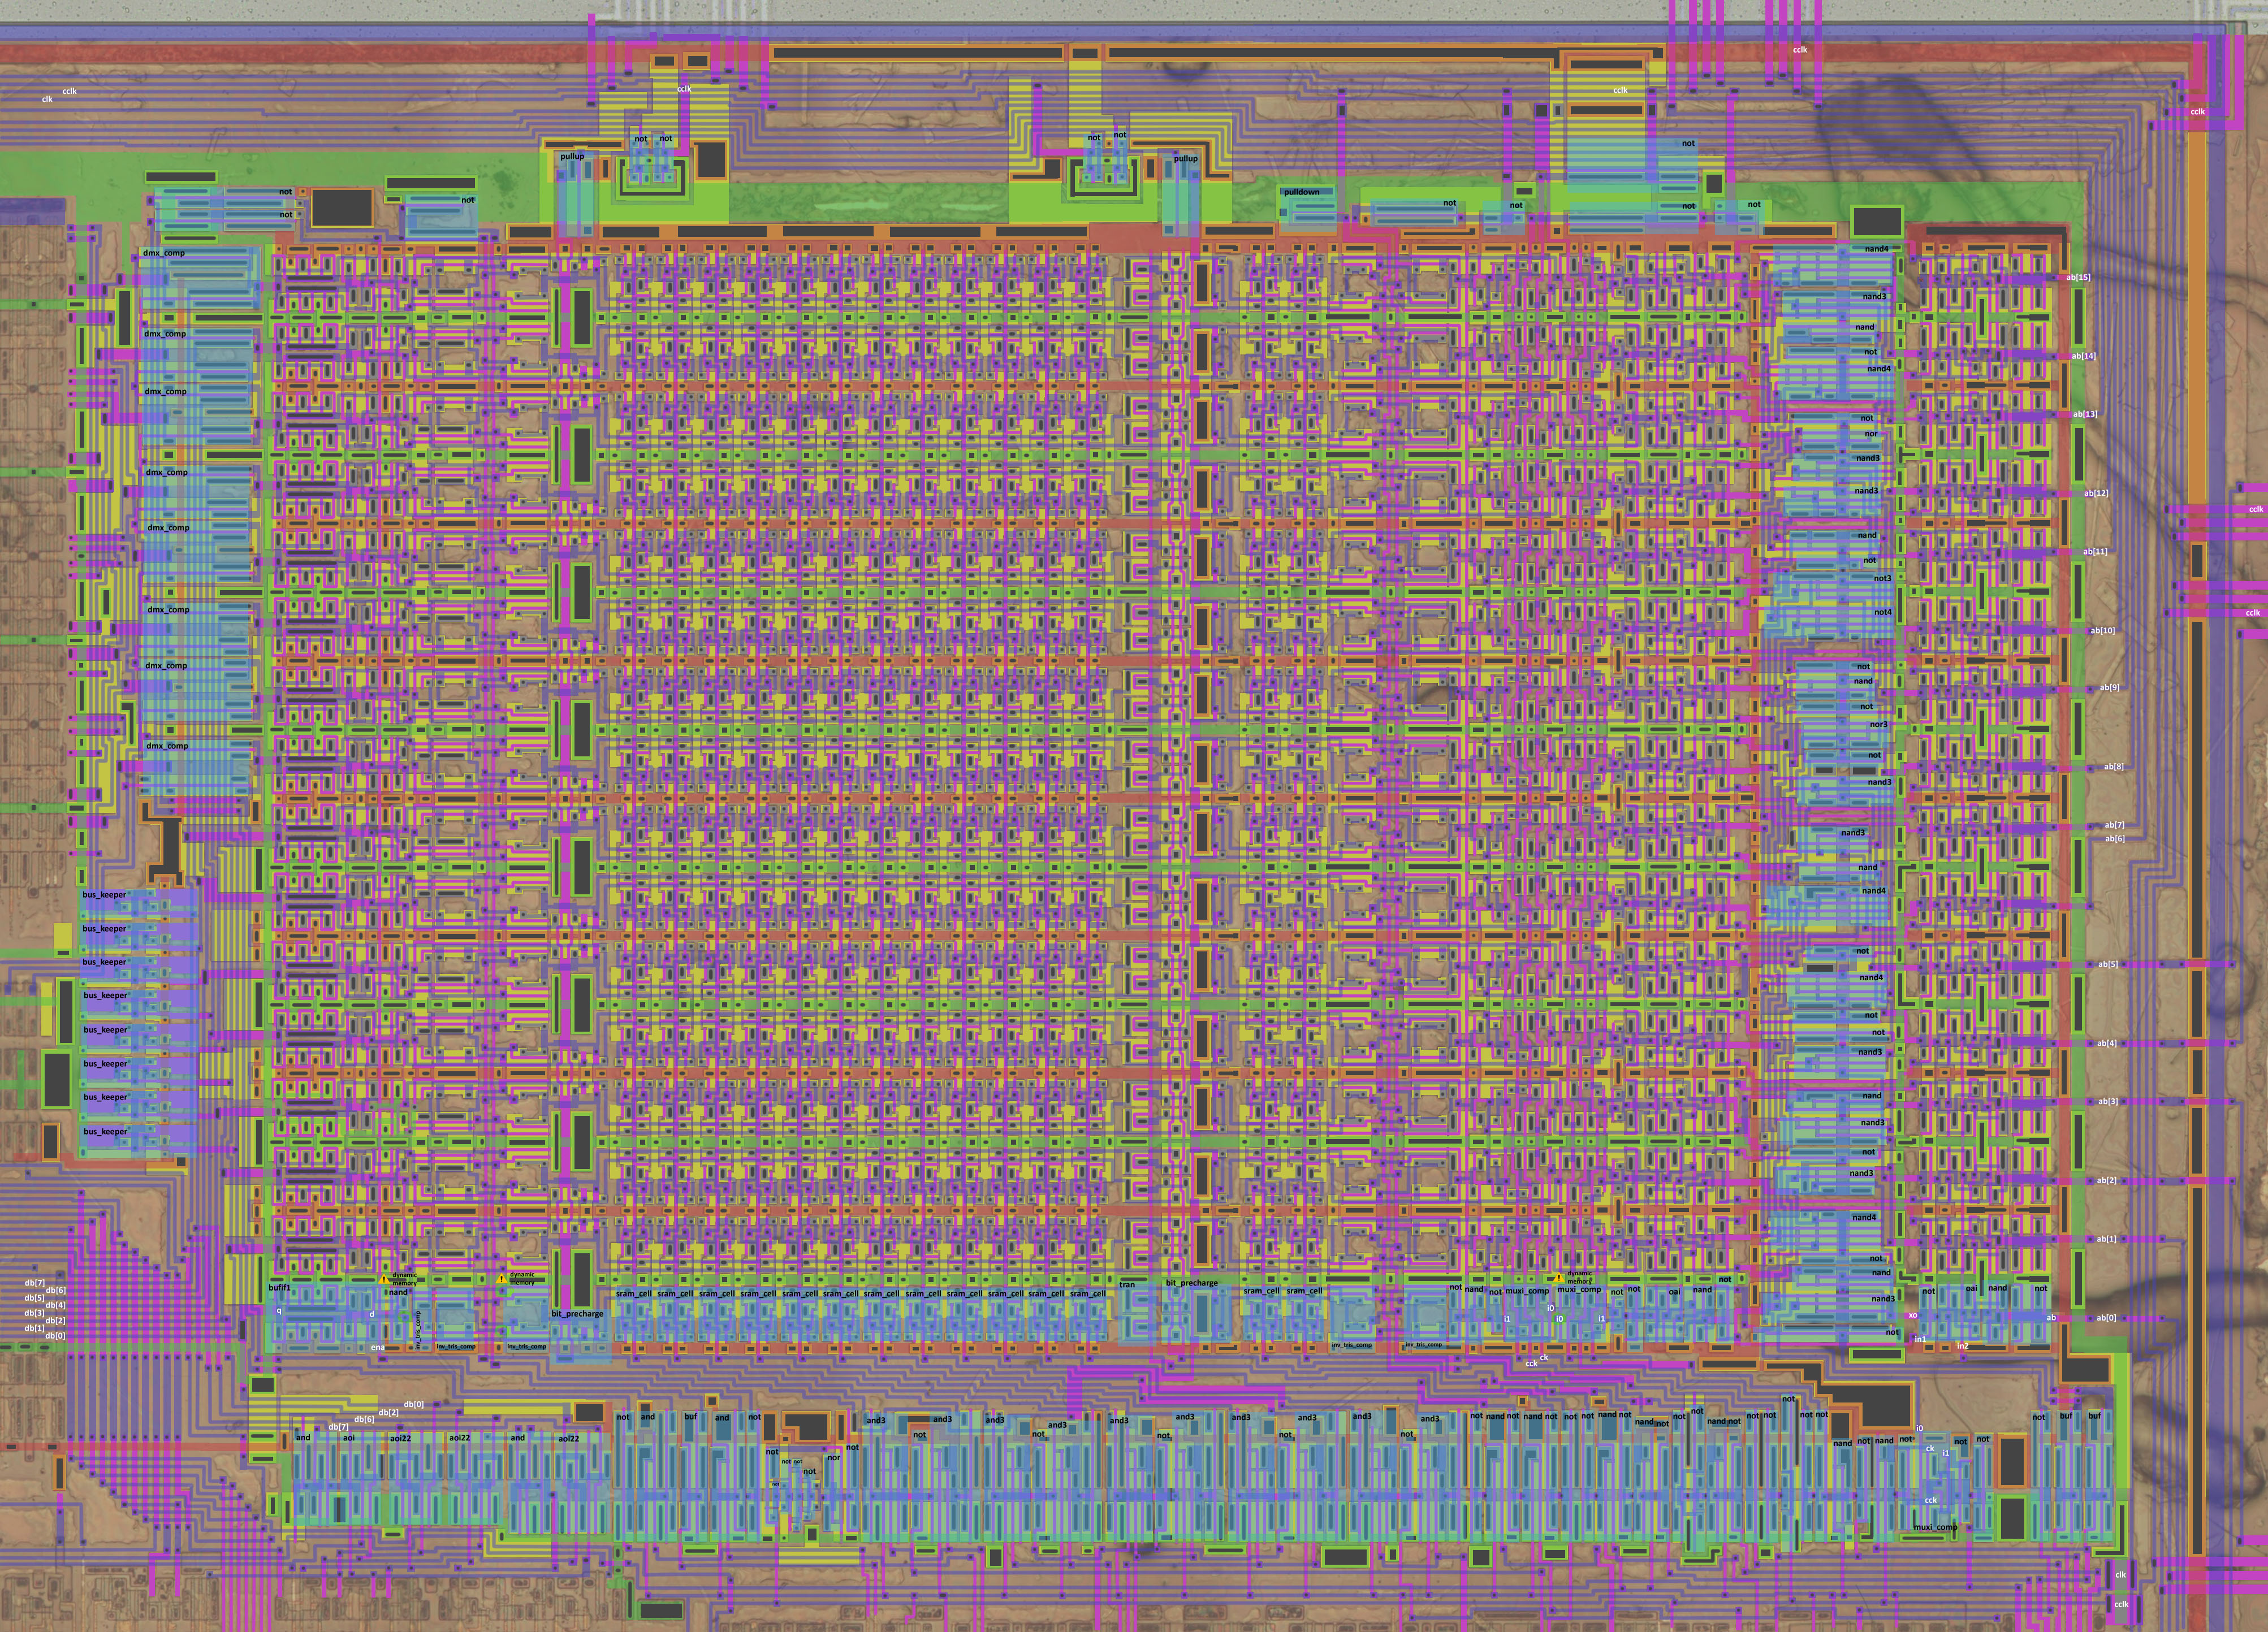 cclk
cclk
cclk
cclk
clk
cclk
not
not
not
not
not
pullup
pullup
not
pulldown
not
not
not
not
not
not
nand4
dmx_comp
ab[15]
nand3
nand
dmx_comp
not
ab[14]
nand4
dmx_comp
ab[13]
not
nor
nand3
dmx_comp
nand3
ab[12]
cclk
dmx_comp
nand
ab[11]
not
not3
dmx_comp
not4
cclk
ab[10]
dmx_comp
not
nand
ab[9]
not
nor3
dmx_comp
not
ab[8]
nand3
ab[7]
nand3
ab[6]
nand
bus_keeper
nand4
bus_keeper
not
bus_keeper
ab[5]
nand4
bus_keeper
not
bus_keeper
not
ab[4]
nand3
bus_keeper
bus_keeper
nand
ab[3]
nand3
bus_keeper
not
nand3
ab[2]
nand4
ab[1]
not
nand
dynamic memory
dynamic memory
dynamic memory
not
db[7]
db[6]
db[5]
db[4]
db[3]
db[2]
db[1]
db[0]
bufif1
nand
q
d
ena
inv_tris_comp
inv_tris_comp
inv_tris_comp
bit_precharge
sram_cell sram_cell sram_cell sram_cell sram_cell sram_cell sram_cell sram_cell sram_cell sram_cell sram_cell sram_cell
tran
bit_precharge
sram_cell sram_cell
inv_tris_comp
inv_tris_comp
not
nand
not
muxi_comp
muxi_comp
i0
i1
i0
i1
not
not
oai
nand
nand3
not
xo
in1
in2
not
oai
nand
not
ab
ab[0]
ck
cck
db[0]
db[2]
db[6]
db[7]
and
aoi
aoi22
aoi22
and
aoi22
not
and
buf
and
not
not
not not
not
nor
not
and3
not
and3
and3
not
and3
and3
not
and3
and3
not
and3
and3
not
and3
not
nand
not
nand
not
not
not
nand
not
nand
not
not
not
nand
not
not
not
not
not
not
nand
not
nand
not
i0
ck
i1
cck
muxi_comp
not
not
not
buf
buf
clk
cclk